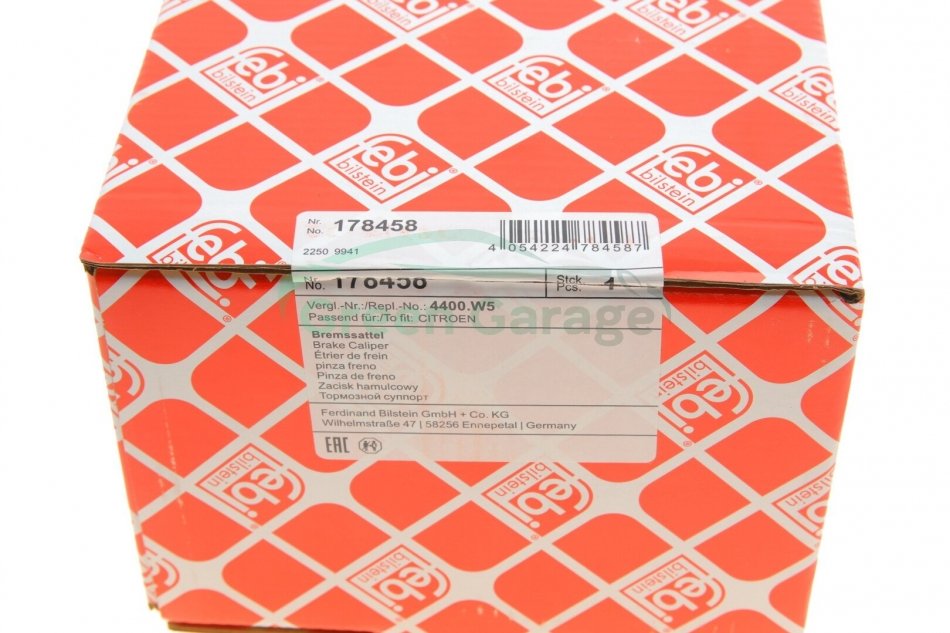 febi
bilstein
Nr.
No. 178458
2250 9941
4 054224 784587
Nr.
No. 178458
Stck.
Pcs. 1
Vergl.-Nr.:/Repl.-No.: 4400.W5
Passend für:/To fit: CITROEN
Green Garage
Bremssattel
Brake Caliper
Étrier de frein
pinza freno
Pinza de freno
Zacisk hamulcowy
Тормозной суппорт
Ferdinand Bilstein GmbH + Co. KG
Wilhelmstraße 47 | 58256 Ennepetal | Germany
EAC